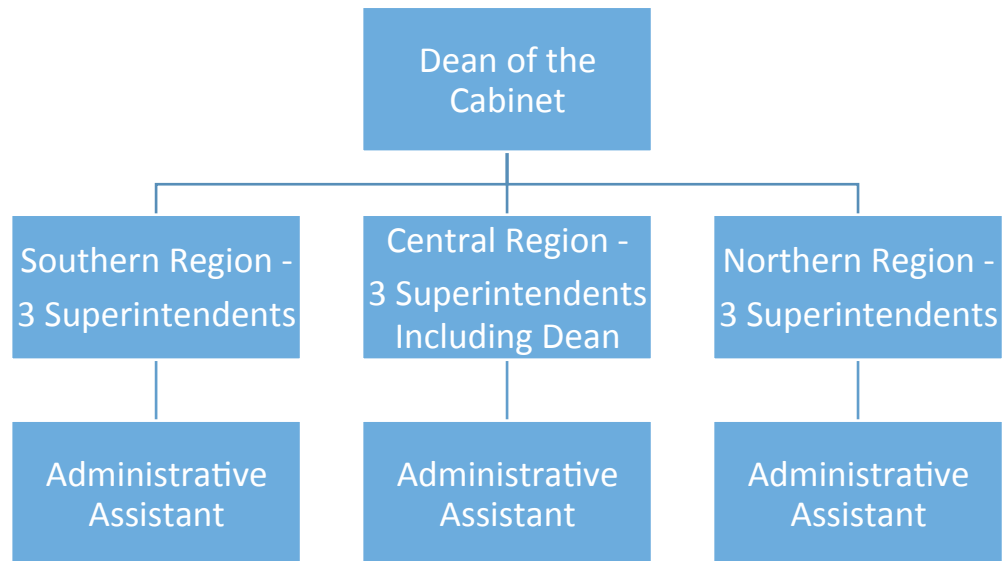 Dean of the
Cabinet
Southern Region -
3 Superintendents
Central Region -
3 Superintendents
Including Dean
Northern Region -
3 Superintendents
Administrative
Assistant
Administrative
Assistant
Administrative
Assistant